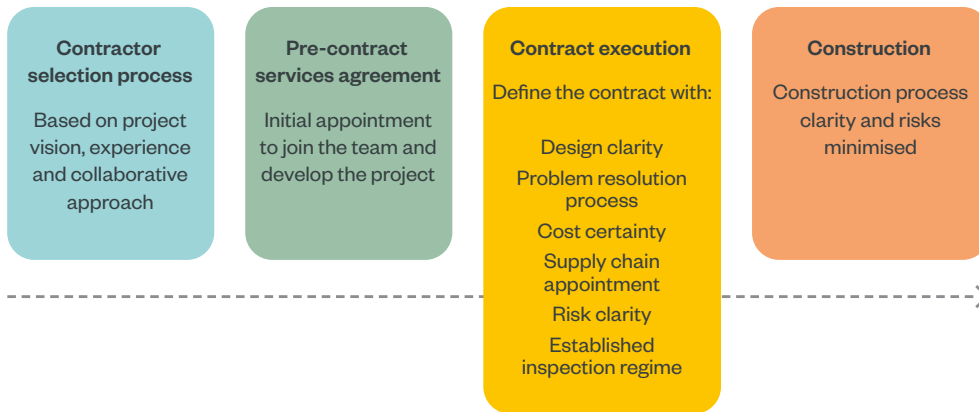 Contractor
selection process
Based on project
vision, experience
and collaborative
approach
Pre-contract
services agreement
Initial appointment
to join the team and
develop the project
Contract execution
Define the contract with:
Design clarity
Problem resolution
process
Cost certainty
Supply chain
appointment
Risk clarity
Established
inspection regime
Construction
Construction process
clarity and risks
minimised